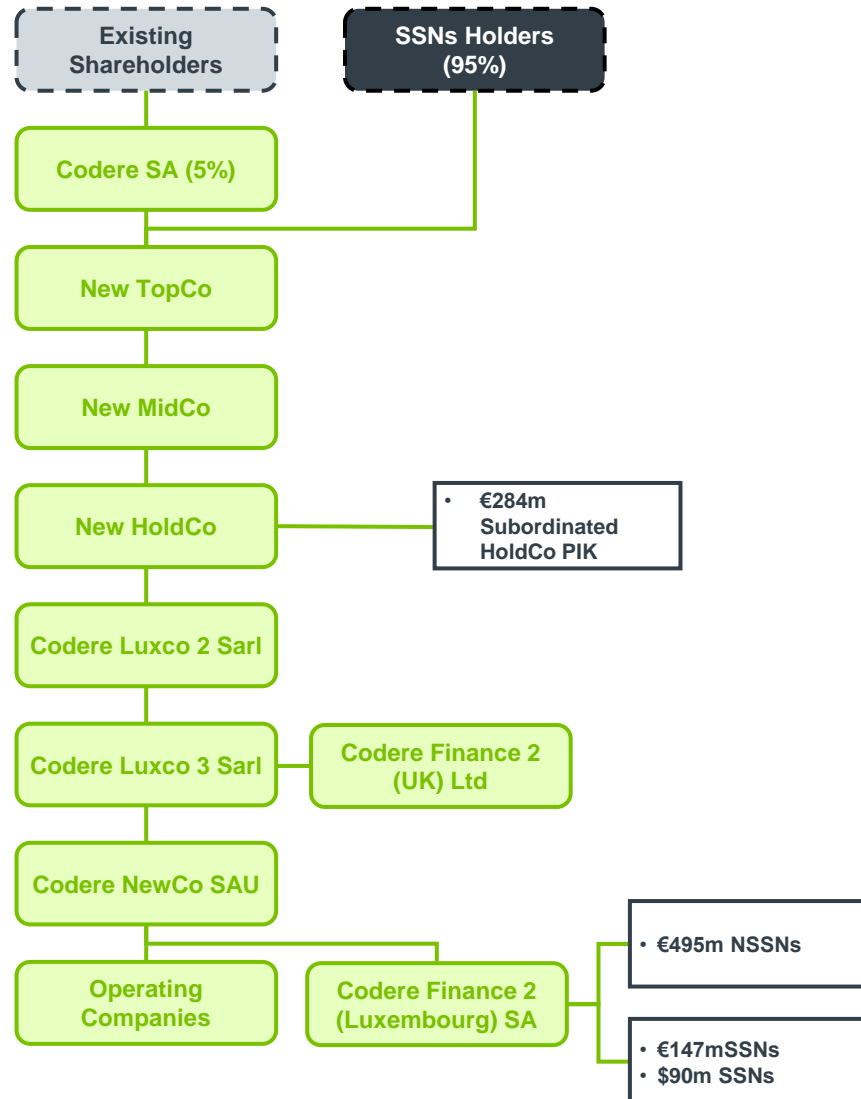 Existing
Shareholders
SSNs Holders
(95%)
Codere SA (5%)
New TopCo
New MidCo
New HoldCo
• €284m
Subordinated
HoldCo PIK
Codere Luxco 2 Sarl
Codere Luxco 3 Sarl
Codere Finance 2
(UK) Ltd
Codere NewCo SAU
Operating
Companies
Codere Finance 2
(Luxembourg) SA
• €495m NSSNs
• €147mSSNs
• $90m SSNs